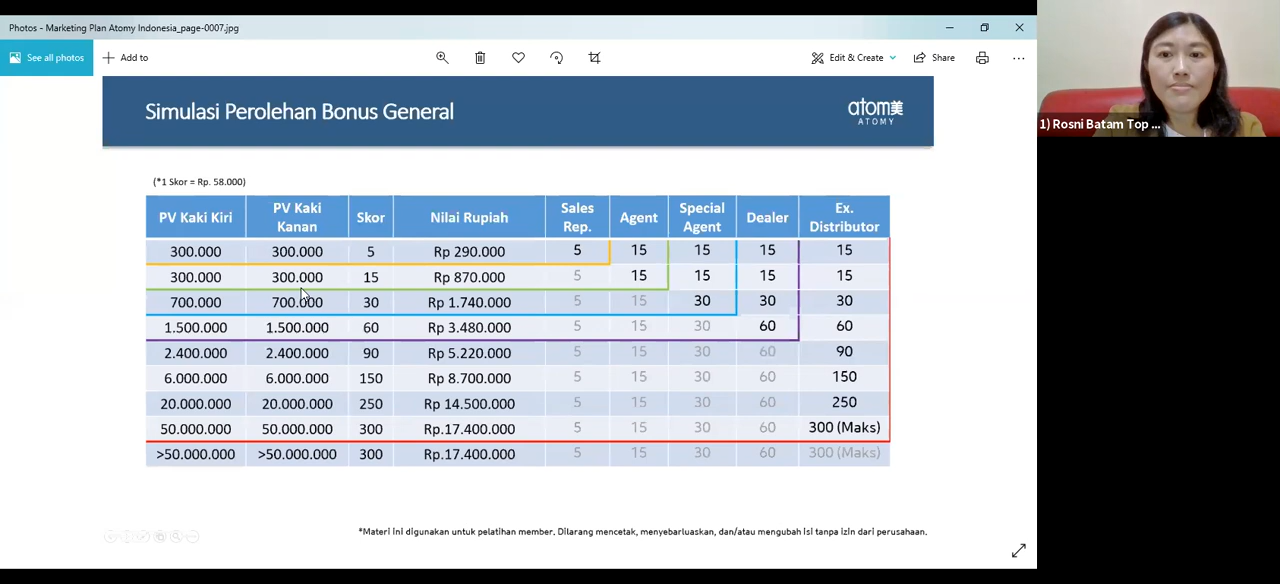 Photos - Marketing Plan Atomy Indonesia_page-0007.jpg
See all photos
Add to
Edit & Create
Share
Simulasi Perolehan Bonus General
atom美
ATOMY
1) Rosni Batam Top ...
(*1 Skor = Rp. 58.000)
PV Kaki Kiri PV Kaki Kanan Skor Nilai Rupiah Sales Rep. Agent Special Agent Dealer Ex. Distributor
300.000 300.000 5 Rp 290.000 5 15 15 15 15
300.000 300.000 15 Rp 870.000 5 15 15 15 15
700.000 700.000 30 Rp 1.740.000 5 15 30 30 30
1.500.000 1.500.000 60 Rp 3.480.000 5 15 30 60 60
2.400.000 2.400.000 90 Rp 5.220.000 5 15 30 60 90
6.000.000 6.000.000 150 Rp 8.700.000 5 15 30 60 150
20.000.000 20.000.000 250 Rp 14.500.000 5 15 30 60 250
50.000.000 50.000.000 300 Rp.17.400.000 5 15 30 60 300 (Maks)
>50.000.000 >50.000.000 300 Rp.17.400.000 5 15 30 60 300 (Maks)
*Materi ini digunakan untuk pelatihan member. Dilarang mencetak, menyebarluaskan, dan/atau mengubah isi tanpa izin dari perusahaan.